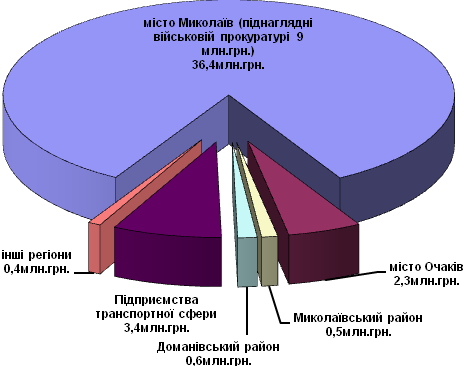 місто Миколаїв (піднаглядні
військовій прокуратурі 9
млн.грн.)
36,4млн.грн.
інші регіони
0,4млн.грн.
Підприємства
транспортної сфери
3,4млн.грн.
Доманівський район
0,6млн.грн.
Миколаївський район
0,5млн.грн.
місто Очаків
2,3млн.грн.